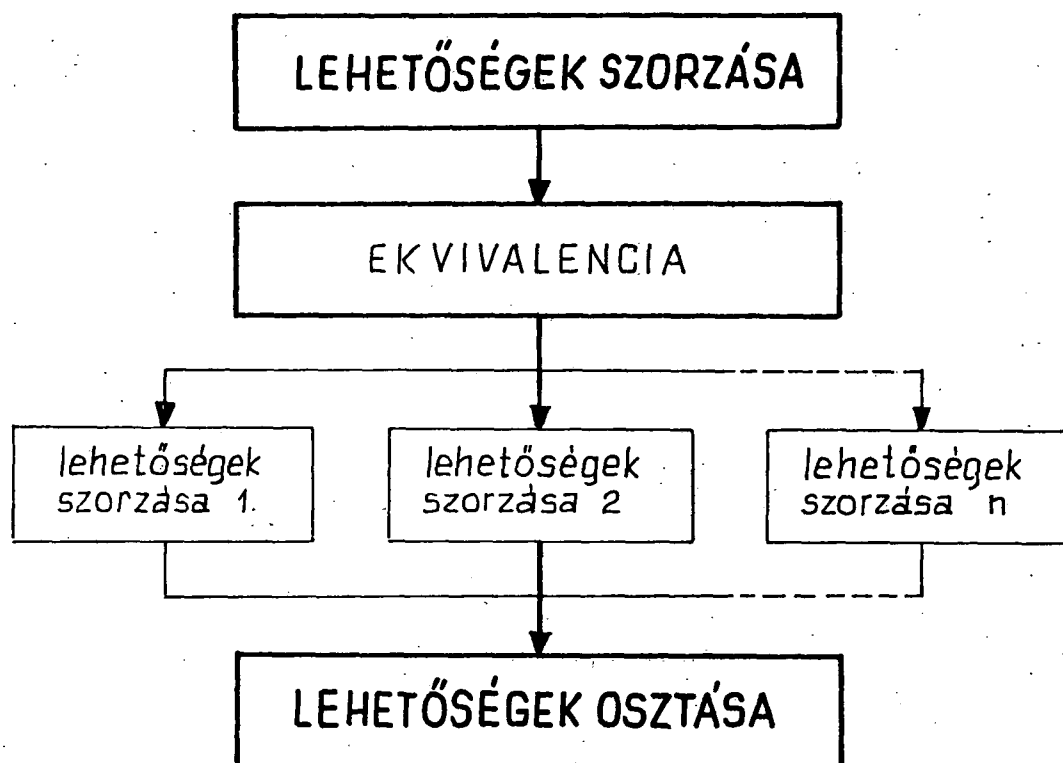 LEHETŐSÉGEK SZORZÁSA
EKVIVALENCIA
lehetőségek
szorzása 1.
lehetőségek
szorzása 2
lehetőségek
szorzása n
LEHETŐSÉGEK OSZTÁSA